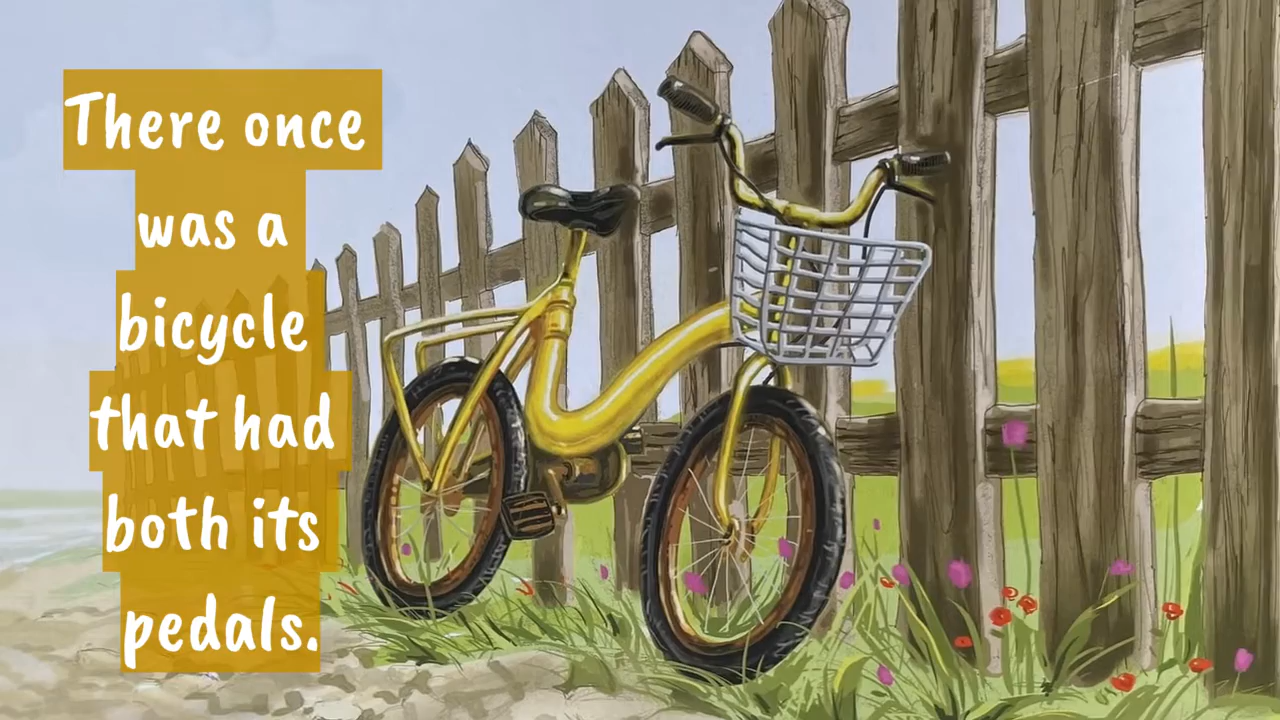 There once
was a
bicycle
that had
both its
pedals.